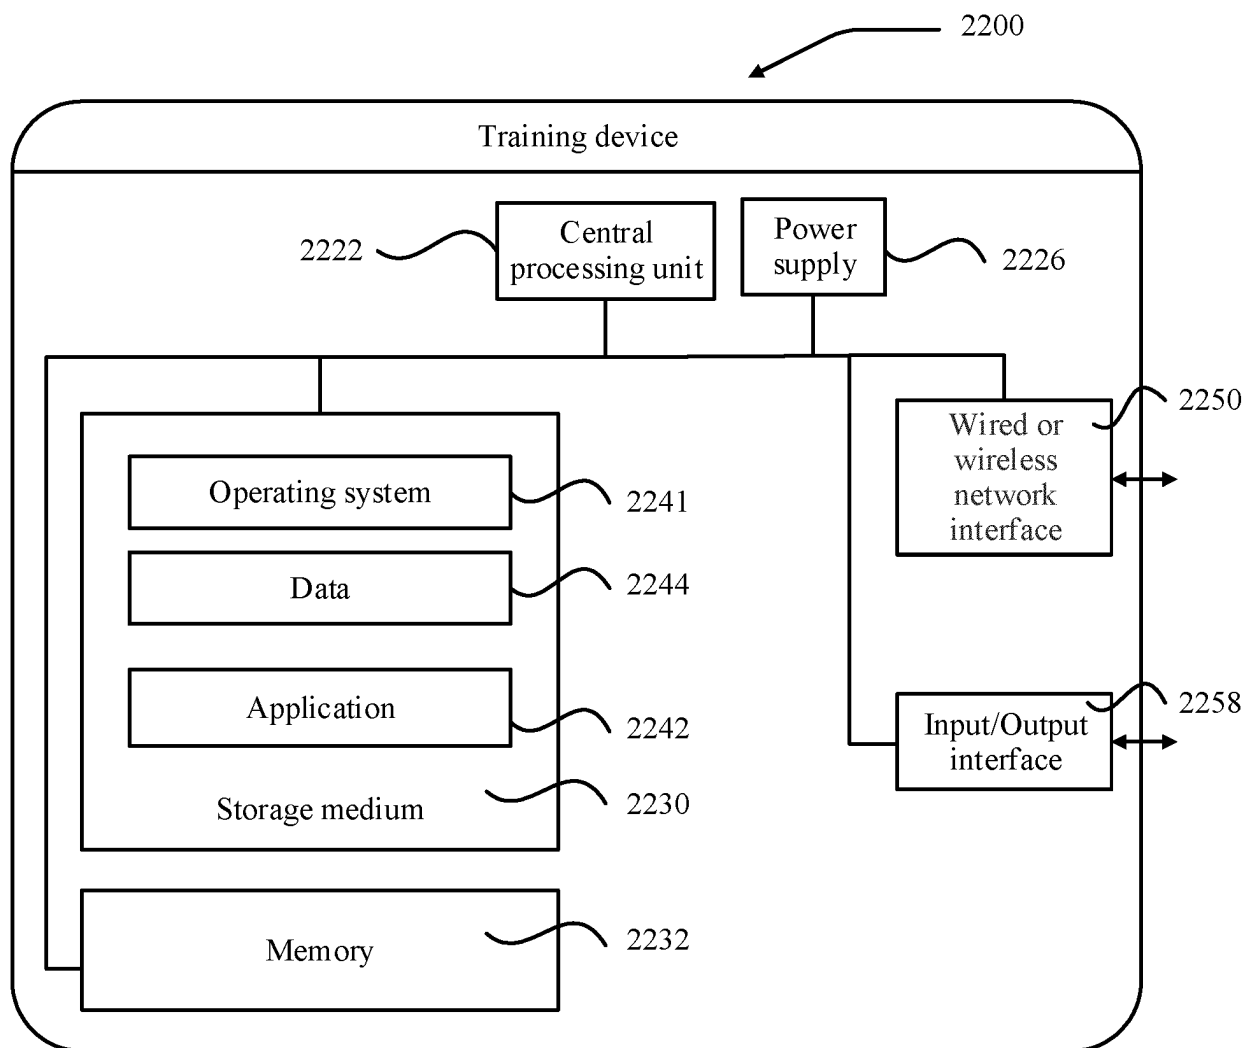 2200
Training device
2222
Central
processing unit
Power
supply
2226
2250
Wired or
wireless
network
interface
Operating system
2241
Data
2244
Application
2242
2258
Input/Output
interface
Storage medium
2230
Memory
2232